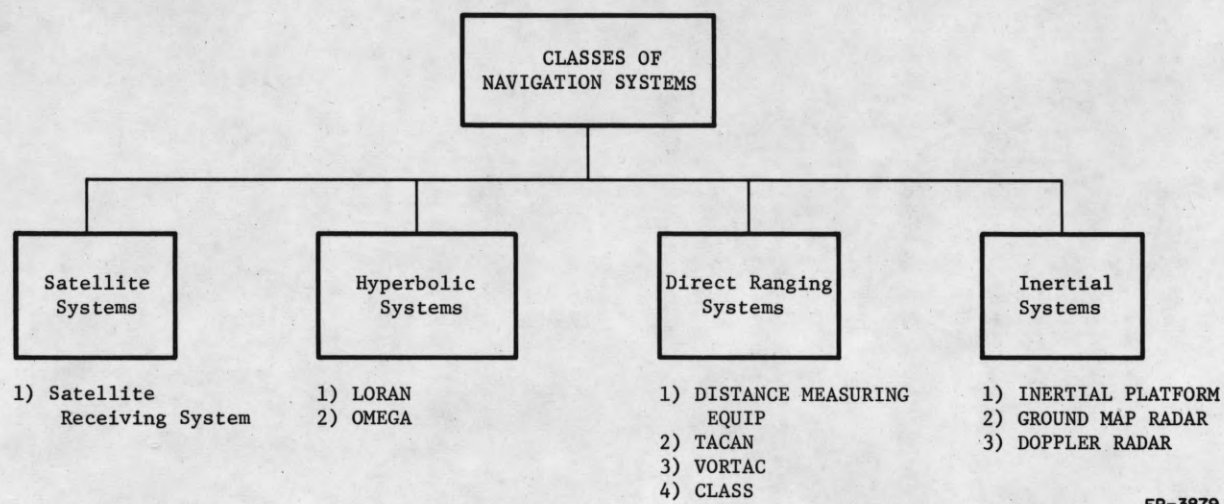 CLASSES OF
NAVIGATION SYSTEMS
Satellite
Systems
1) Satellite
Receiving System
Hyperbolic
Systems
1) LORAN
2) OMEGA
Direct Ranging
Systems
1) DISTANCE MEASURING
EQUIP
2) TACAN
3) VORTAC
4) CLASS
Inertial
Systems
1) INERTIAL PLATFORM
2) GROUND MAP RADAR
3) DOPPLER RADAR